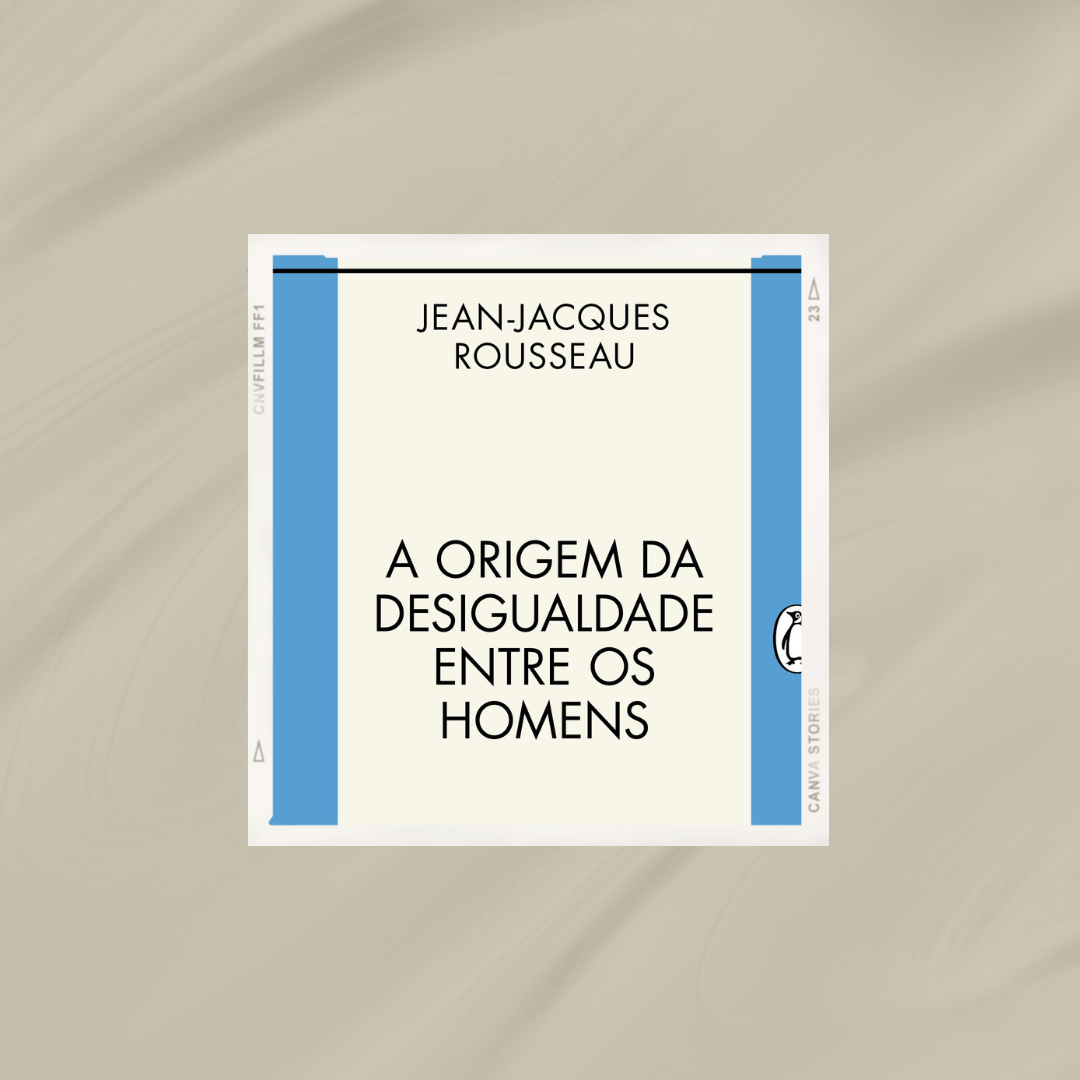 JEAN-JACQUES
ROUSSEAU
A ORIGEM DA
DESIGUALDADE
ENTRE OS
HOMENS
CNVFILLM FF1
23
CANVA STORIES